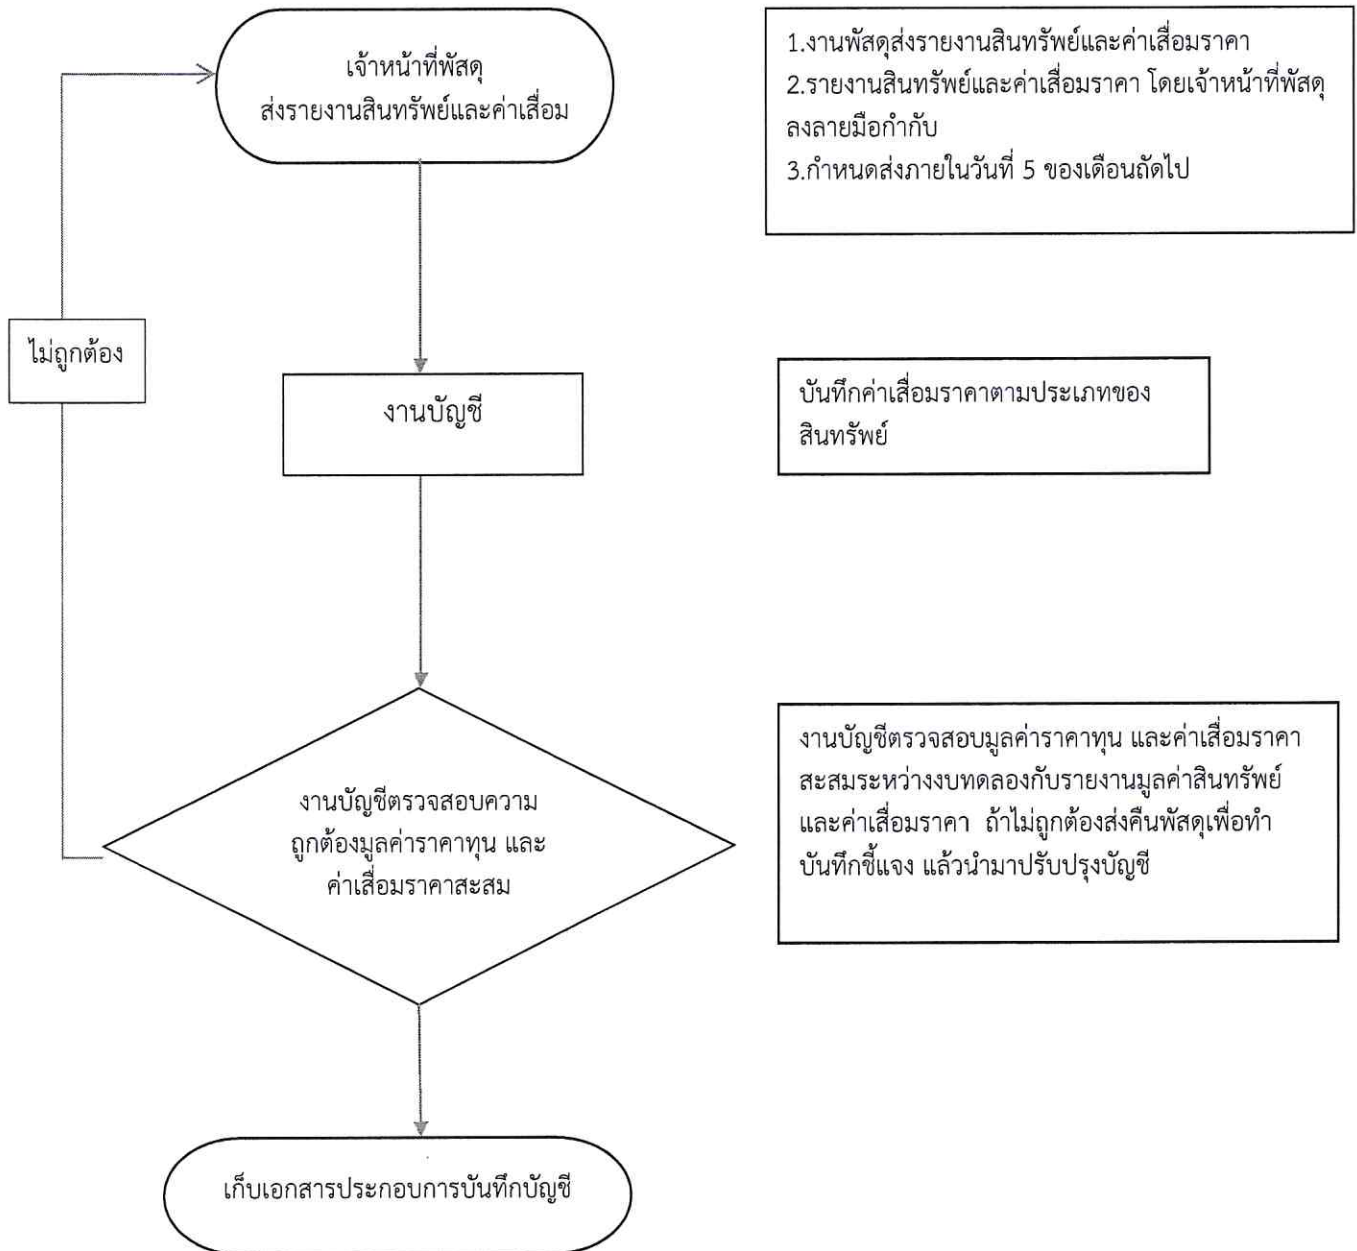 เจ้าหน้าที่พัสดุ
ส่งรายงานสินทรัพย์และค่าเสื่อม
1.งานพัสดุส่งรายงานสินทรัพย์และค่าเสื่อมราคา
2.รายงานสินทรัพย์และค่าเสื่อมราคา โดยเจ้าหน้าที่พัสดุ
ลงลายมือกำกับ
3.กำหนดส่งภายในวันที่ 5 ของเดือนถัดไป
ไม่ถูกต้อง
งานบัญชี
บันทึกค่าเสื่อมราคาตามประเภทของ
สินทรัพย์
งานบัญชีตรวจสอบความ
ถูกต้องมูลค่าราคาทุน และ
ค่าเสื่อมราคาสะสม
งานบัญชีตรวจสอบมูลค่าราคาทุน และค่าเสื่อมราคา
สะสมระหว่างงบทดลองกับรายงานมูลค่าสินทรัพย์
และค่าเสื่อมราคา ถ้าไม่ถูกต้องส่งคืนพัสดุเพื่อทำ
บันทึกชี้แจง แล้วนำมาปรับปรุงบัญชี
เก็บเอกสารประกอบการบันทึกบัญชี